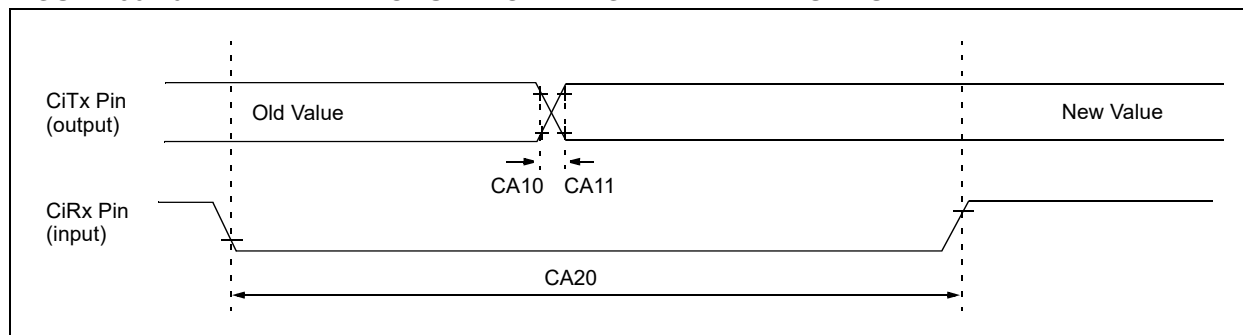 CiTx Pin
(output)
Old Value
New Value
CA10 CA11
CiRx Pin
(input)
CA20